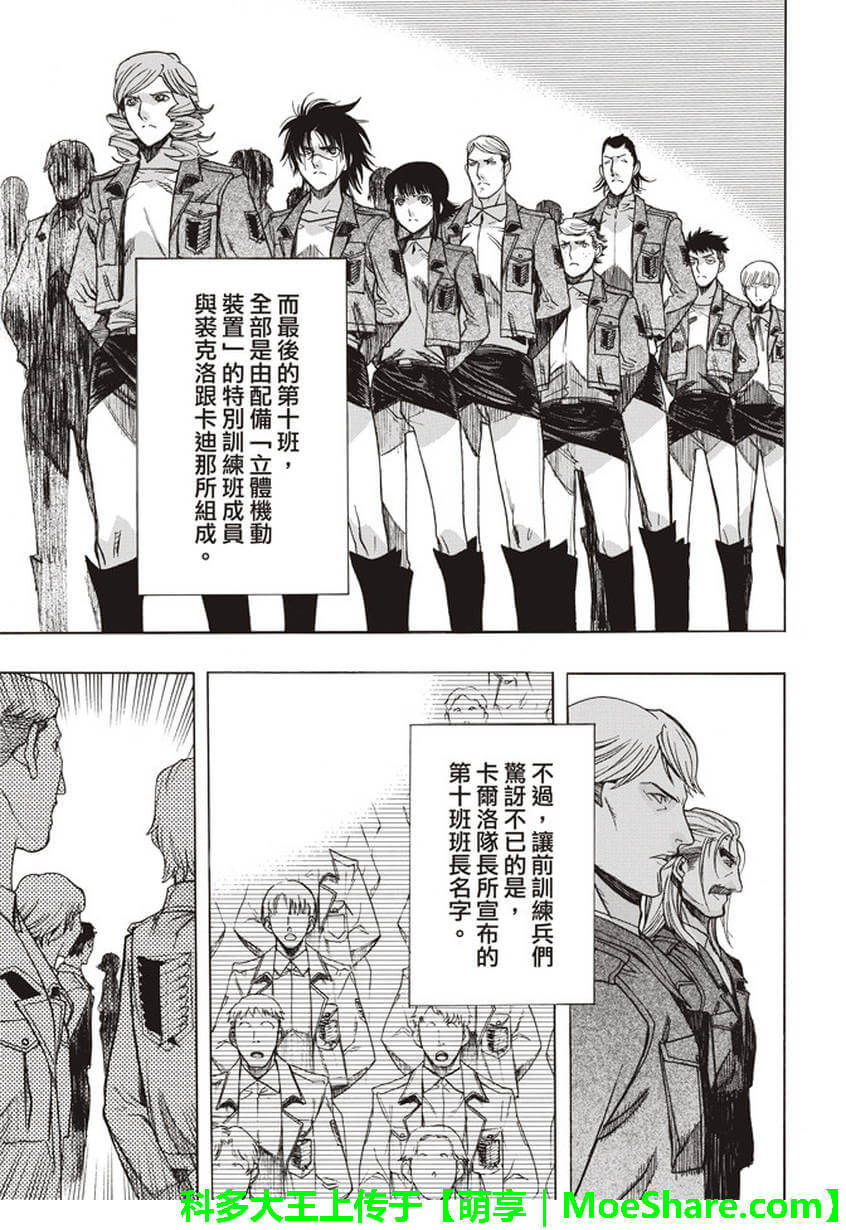 而最後的第十班，
全部是由配備「立體機動
裝置」的特別訓練班成員
與裘克洛跟卡迪那所組成。
不過，讓前訓練兵們
驚訝不已的是，
卡爾洛隊長所宣布的
第十班班長名字。
科多大王上传于【萌享 | MoeShare.com】